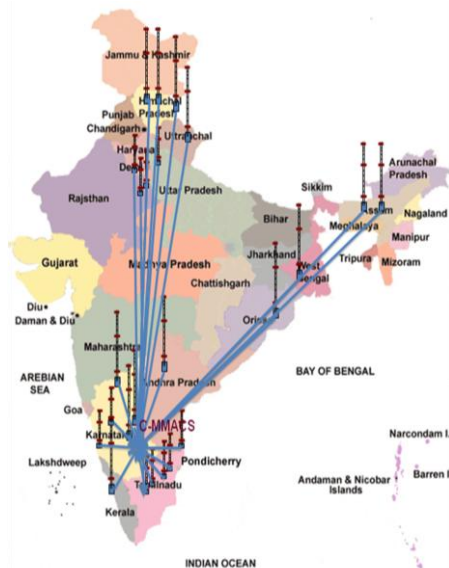 Jammu & Kashmir
Himachal
Pradesh
Punjab
Chandigarh
Uttranchal
Haryana
Delhi
Rajsthan
Uttar Pradesh
Sikkim
Arunachal
Pradesh
Assam
Nagaland
Meghalaya
Manipur
Tripura
Mizoram
Bihar
Jharkhand
West
Bengal
Gujarat
Madhya Pradesh
Chattishgarh
Diu
Daman & Diu
Orissa
Maharashtra
BAY OF BENGAL
AREBIAN
SEA
Andhra Pradesh
Goa
C-MMACS
Karnataka
Narcondam I.
Lakshdweep
Pondicherry
Andaman & Nicobar
Islands
Barren I
Tamilnadu
Kerala
INDIAN OCEAN